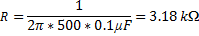 R = 1 / (2π * 500 * 0.1μF) = 3.18 kΩ